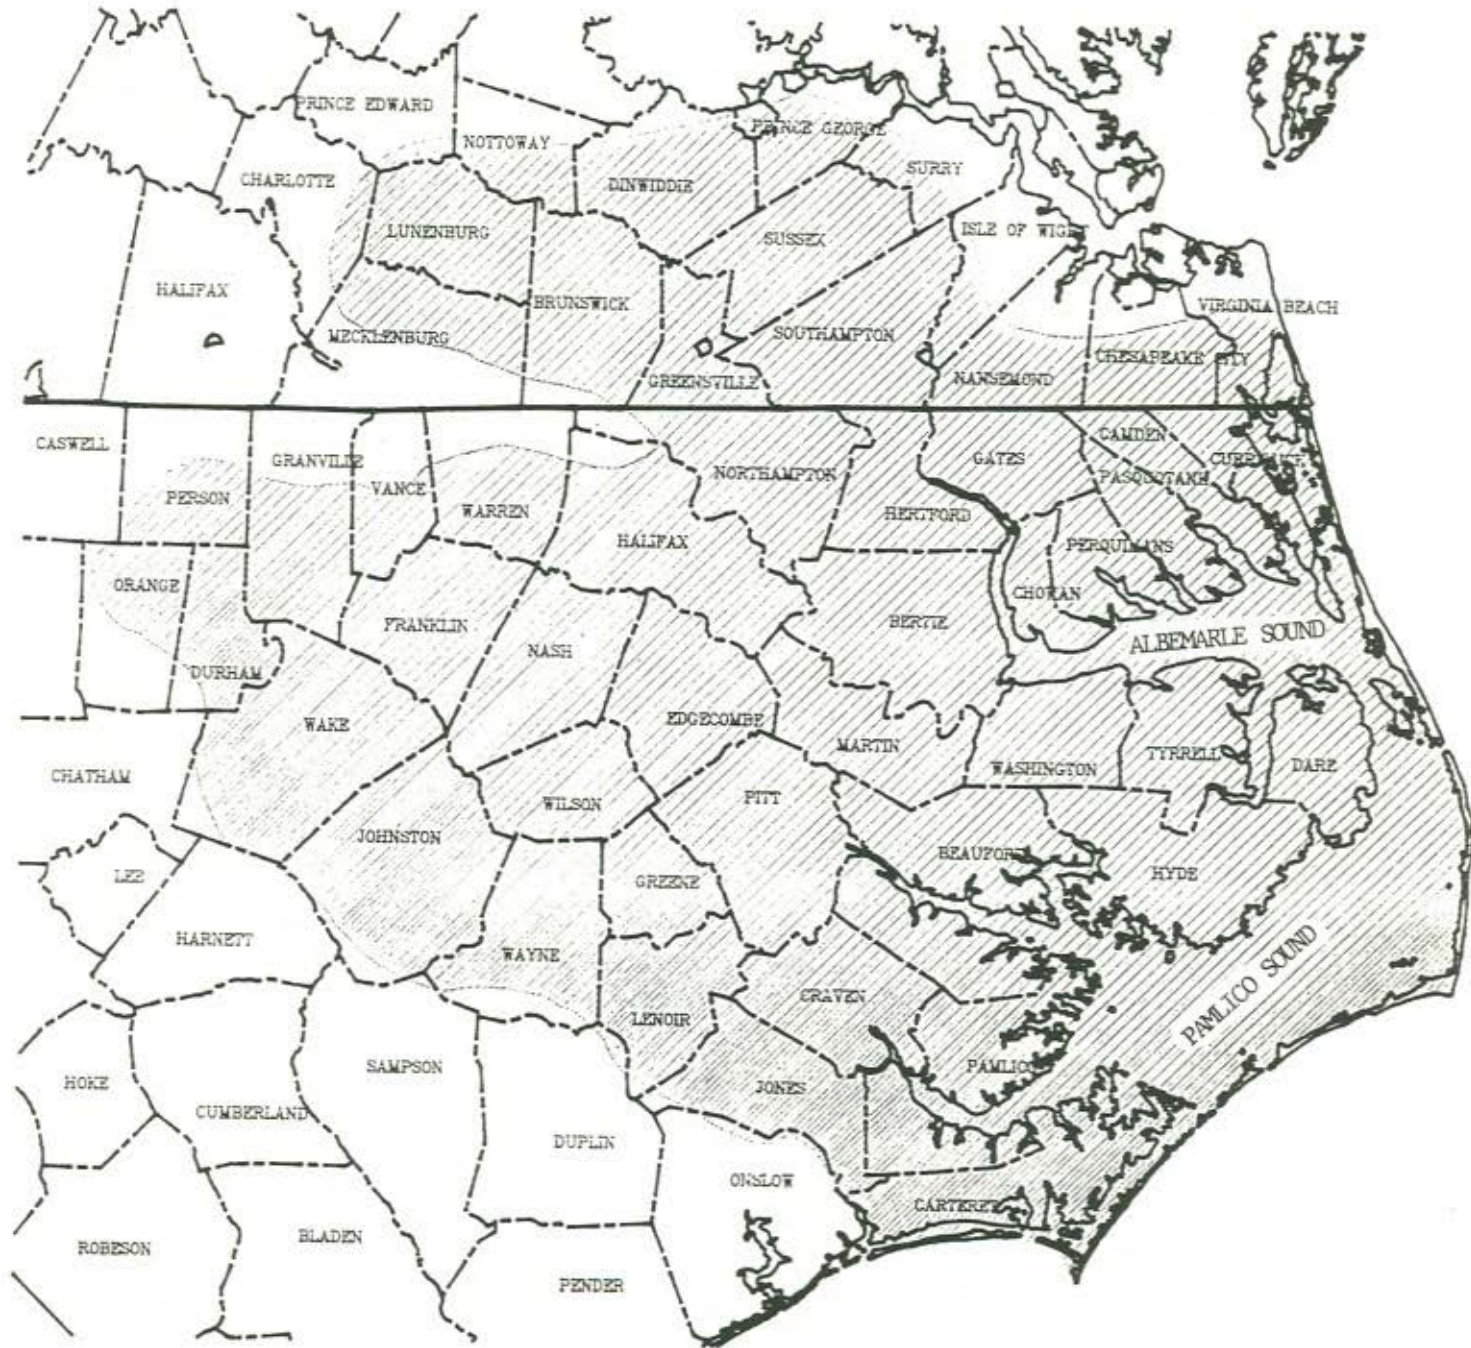 PRINCE EDWARD
NOTTOWAY
PRINCE GEORGE
CHARLOTTE
DINWIDDIE
SURRY
LUNENBURG
SUSSEX
ISLE OF WIGHT
HALIFAX
BRUNSWICK
VIRGINIA BEACH
MECKLENBURG
SOUTHAMPTON
CHESAPEAKE CITY
GREENSVILLE
NANSEMOND
CASWELL
GRANVILLE
CAMDEN
GATES
CURRITUCK
PERSON
VANCE
NORTHAMPTON
PASQUOTANK
WARREN
HERTFORD
HALIFAX
PERQUIMANS
ORANGE
CHOWAN
FRANKLIN
BERTIE
NASH
ALBEMARLE SOUND
DURHAM
WAKE
EDGECOMBE
MARTIN
TYRRELL
DARE
CHATHAM
WASHINGTON
WILSON
PITT
JOHNSTON
BEAUFORT
LEE
GREENE
HYDE
HARNETT
WAYNE
CRAVEN
PAMLICO SOUND
LENOIR
SAMPSON
PAMLICO
HOKE
JONES
CUMBERLAND
DUPLIN
ONSLOW
CARTERET
BLADEN
ROBESON
PENDER